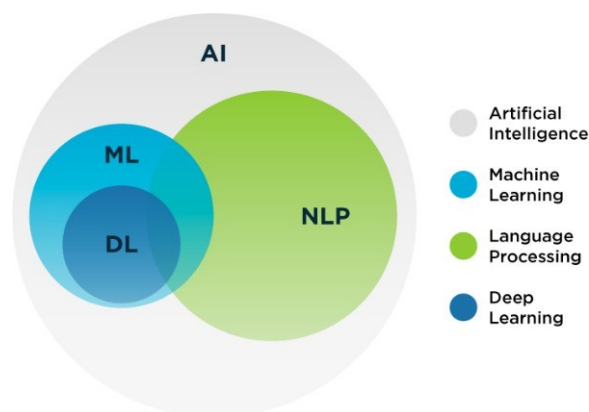 AI
ML
DL
NLP
Artificial
Intelligence
Machine
Learning
Language
Processing
Deep
Learning